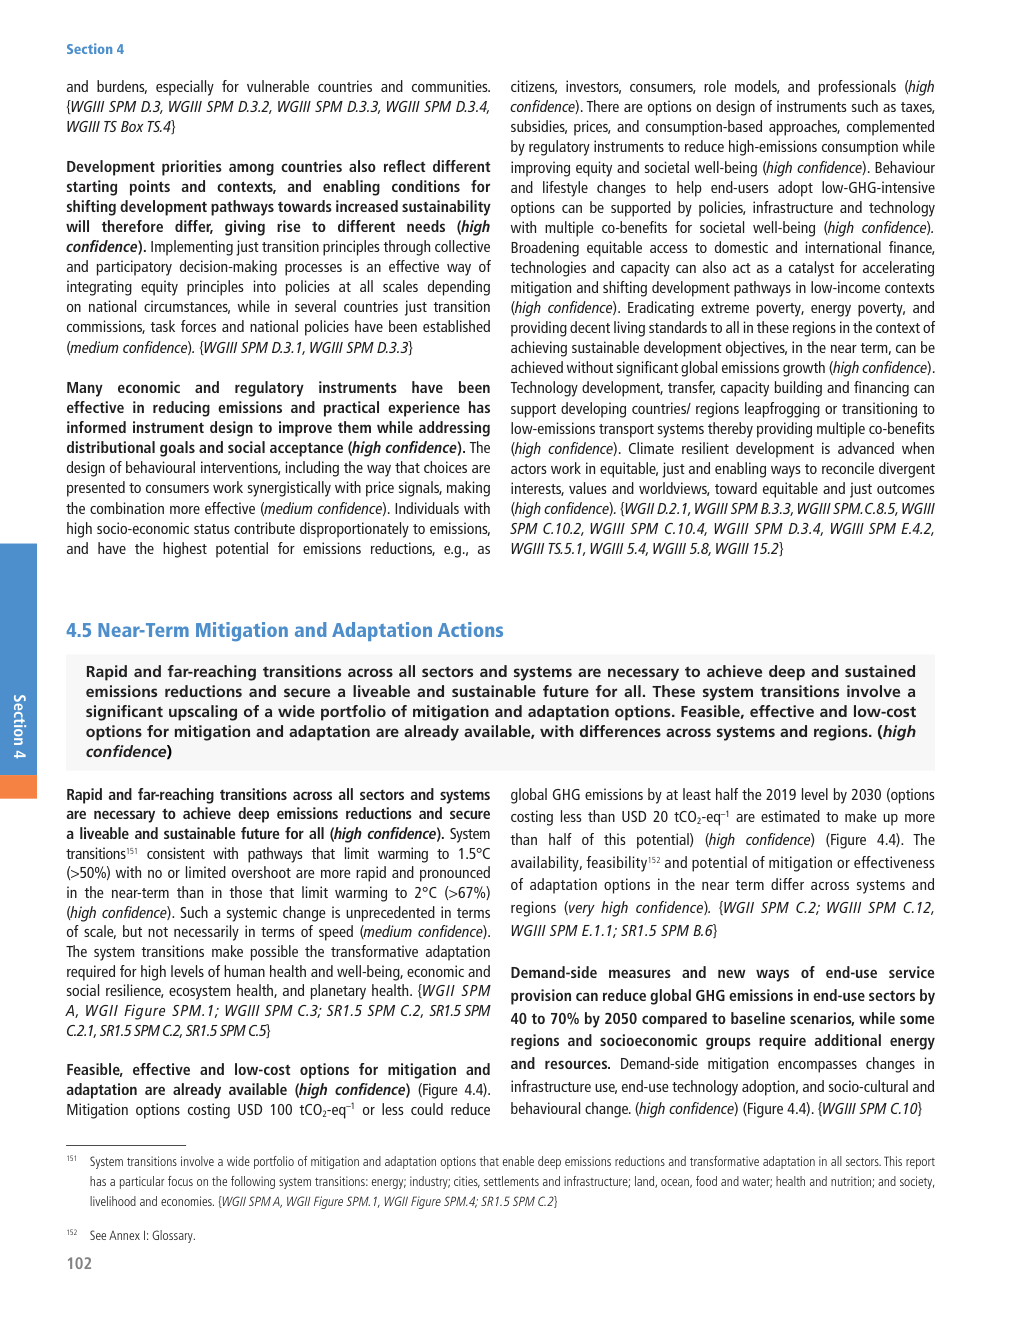 Section 4
and burdens, especially for vulnerable countries and communities.
{WGIII SPM D.3, WGIII SPM D.3.2, WGIII SPM D.3.3, WGIII SPM D.3.4,
WGIII TS Box TS.4}
Development priorities among countries also reflect different
starting points and contexts, and enabling conditions for
shifting development pathways towards increased sustainability
will therefore differ, giving rise to different needs (high
confidence). Implementing just transition principles through collective
and participatory decision-making processes is an effective way of
integrating equity principles into policies at all scales depending
on national circumstances, while in several countries just transition
commissions, task forces and national policies have been established
(medium confidence). {WGIII SPM D.3.1, WGIII SPM D.3.3}
Many economic and regulatory instruments have been
effective in reducing emissions and practical experience has
informed instrument design to improve them while addressing
distributional goals and social acceptance (high confidence). The
design of behavioural interventions, including the way that choices are
presented to consumers work synergistically with price signals, making
the combination more effective (medium confidence). Individuals with
high socio-economic status contribute disproportionately to emissions,
and have the highest potential for emissions reductions, e.g., as
citizens, investors, consumers, role models, and professionals (high
confidence). There are options on design of instruments such as taxes,
subsidies, prices, and consumption-based approaches, complemented
by regulatory instruments to reduce high-emissions consumption while
improving equity and societal well-being (high confidence). Behaviour
and lifestyle changes to help end-users adopt low-GHG-intensive
options can be supported by policies, infrastructure and technology
with multiple co-benefits for societal well-being (high confidence).
Broadening equitable access to domestic and international finance,
technologies and capacity can also act as a catalyst for accelerating
mitigation and shifting development pathways in low-income contexts
(high confidence). Eradicating extreme poverty, energy poverty, and
providing decent living standards to all in these regions in the context of
achieving sustainable development objectives, in the near term, can be
achieved without significant global emissions growth (high confidence).
Technology development, transfer, capacity building and financing can
support developing countries/ regions leapfrogging or transitioning to
low-emissions transport systems thereby providing multiple co-benefits
(high confidence). Climate resilient development is advanced when
actors work in equitable, just and enabling ways to reconcile divergent
interests, values and worldviews, toward equitable and just outcomes
(high confidence). {WGII D.2.1, WGIII SPM B.3.3, WGIII SPM.C.8.5, WGIII
SPM C.10.2, WGIII SPM C.10.4, WGIII SPM D.3.4, WGIII SPM E.4.2,
WGIII TS.5.1, WGIII 5.4, WGIII 5.8, WGIII 15.2}
4.5 Near-Term Mitigation and Adaptation Actions
Rapid and far-reaching transitions across all sectors and systems are necessary to achieve deep and sustained
emissions reductions and secure a liveable and sustainable future for all. These system transitions involve a
significant upscaling of a wide portfolio of mitigation and adaptation options. Feasible, effective and low-cost
options for mitigation and adaptation are already available, with differences across systems and regions. (high
confidence)
Section 4
Rapid and far-reaching transitions across all sectors and systems
are necessary to achieve deep emissions reductions and secure
a liveable and sustainable future for all (high confidence). System
transitions151 consistent with pathways that limit warming to 1.5°C
(>50%) with no or limited overshoot are more rapid and pronounced
in the near-term than in those that limit warming to 2°C (>67%)
(high confidence). Such a systemic change is unprecedented in terms
of scale, but not necessarily in terms of speed (medium confidence).
The system transitions make possible the transformative adaptation
required for high levels of human health and well-being, economic and
social resilience, ecosystem health, and planetary health. {WGII SPM
A, WGII Figure SPM.1; WGIII SPM C.3; SR1.5 SPM C.2, SR1.5 SPM
C.2.1, SR1.5 SPM C.2, SR1.5 SPM C.5}
Feasible, effective and low-cost options for mitigation and
adaptation are already available (high confidence) (Figure 4.4).
Mitigation options costing USD 100 tCO₂-eq⁻¹ or less could reduce
global GHG emissions by at least half the 2019 level by 2030 (options
costing less than USD 20 tCO₂-eq⁻¹ are estimated to make up more
than half of this potential) (high confidence) (Figure 4.4). The
availability, feasibility152 and potential of mitigation or effectiveness
of adaptation options in the near term differ across systems and
regions (very high confidence). {WGII SPM C.2; WGIII SPM C.12,
WGIII SPM E.1.1; SR1.5 SPM B.6}
Demand-side measures and new ways of end-use service
provision can reduce global GHG emissions in end-use sectors by
40 to 70% by 2050 compared to baseline scenarios, while some
regions and socioeconomic groups require additional energy
and resources. Demand-side mitigation encompasses changes in
infrastructure use, end-use technology adoption, and socio-cultural and
behavioural change. (high confidence) (Figure 4.4). {WGIII SPM C.10}
151 System transitions involve a wide portfolio of mitigation and adaptation options that enable deep emissions reductions and transformative adaptation in all sectors. This report
has a particular focus on the following system transitions: energy; industry; cities, settlements and infrastructure; land, ocean, food and water; health and nutrition; and society,
livelihood and economies. {WGII SPM A, WGII Figure SPM.1, WGII Figure SPM.4; SR1.5 SPM C.2}
152 See Annex I: Glossary.
102